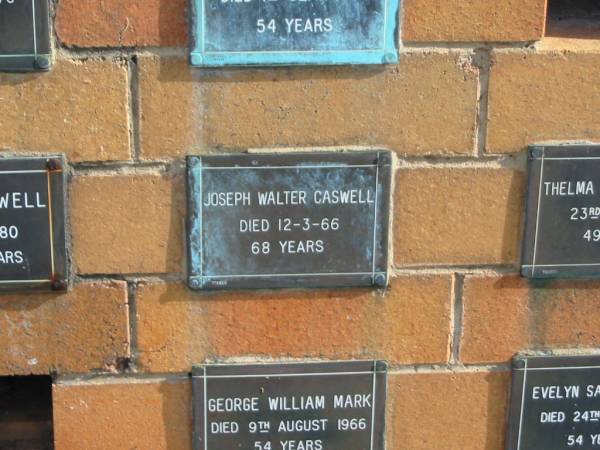 54 YEARS
WELL
80
JOSEPH WALTER CASWELL
DIED 12-3-66
68 YEARS
THELMA
23RD
49
GEORGE WILLIAM MARK
DIED 9TH AUGUST 1966
54 YEARS
EVELYN SA
DIED 24TH
54 YE